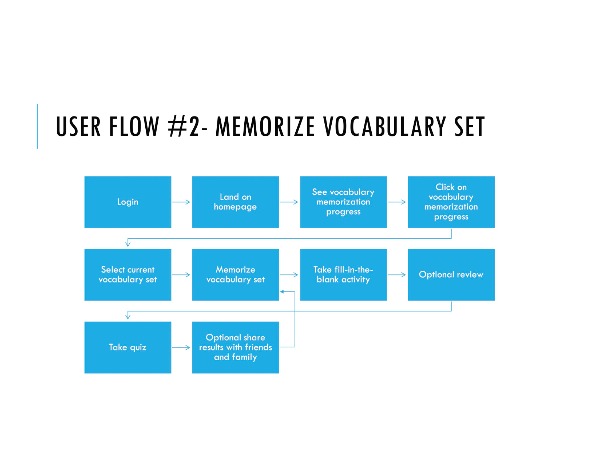 USER FLOW #2- MEMORIZE VOCABULARY SET
Login
Land on
homepage
See vocabulary
memorization
progress
Click on
vocabulary
memorization
progress
Select current
vocabulary set
Memorize
vocabulary set
Take fill-in-the-
blank activity
Optional review
Take quiz
Optional share
results with friends
and family